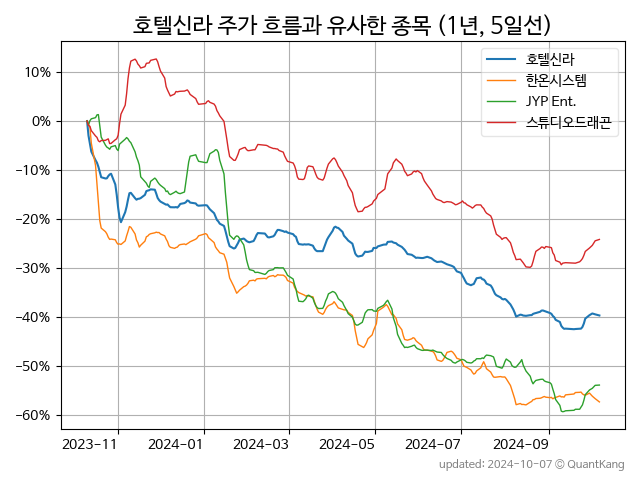 호텔신라 주가 흐름과 유사한 종목 (1년, 5일선)
호텔신라
한온시스템
JYP Ent.
스튜디오드래곤
10%
0%
−10%
−20%
−30%
−40%
−50%
−60%
2023−11
2024−01
2024−03
2024−05
2024−07
2024−09
updated: 2024-10-07 © QuantKang